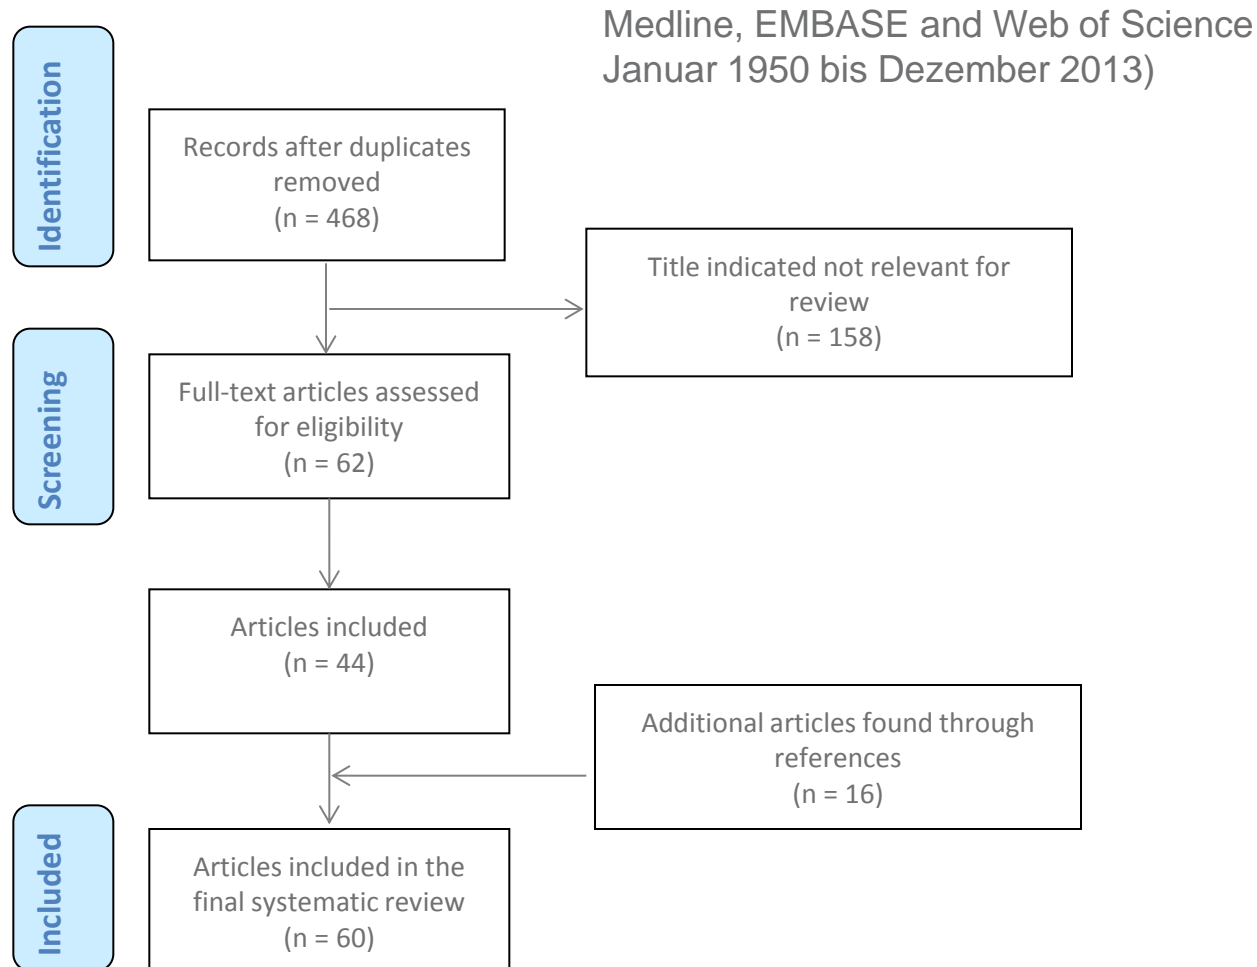 Medline, EMBASE and Web of Science
Januar 1950 bis Dezember 2013)
Identification
Records after duplicates
removed
(n = 468)
Title indicated not relevant for
review
(n = 158)
Screening
Full-text articles assessed
for eligibility
(n = 62)
Articles included
(n = 44)
Additional articles found through
references
(n = 16)
Included
Articles included in the
final systematic review
(n = 60)